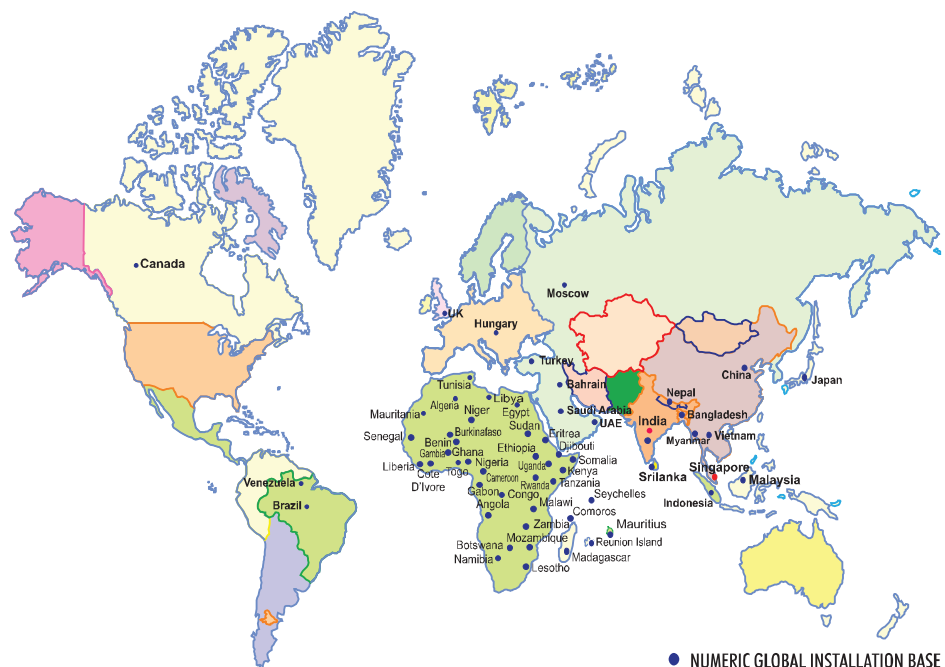 Canada
Moscow
UK
Hungary
Turkey
China
Japan
Tunisia
Bahrain
Nepal
Libya
Algeria
Egypt
Saudi Arabia
Bangladesh
Mauritania
Niger
India
UAE
Sudan
Senegal
Burkinafaso
Eritrea
Vietnam
Myanmar
Benin
Djibouti
Ethiopia
Gambia
Ghana
Somalia
Liberia
Togo
Nigeria
Uganda
Kenya
Singapore
Cote
D'Ivore
Cameroon
Srilanka
Malaysia
Venezuela
Rwanda
Tanzania
Gabon
Congo
Seychelles
Indonesia
Brazil
Angola
Malawi
Comoros
Zambia
Mauritius
Mozambique
Reunion Island
Botswana
Namibia
Madagascar
Lesotho
NUMERIC GLOBAL INSTALLATION BASE